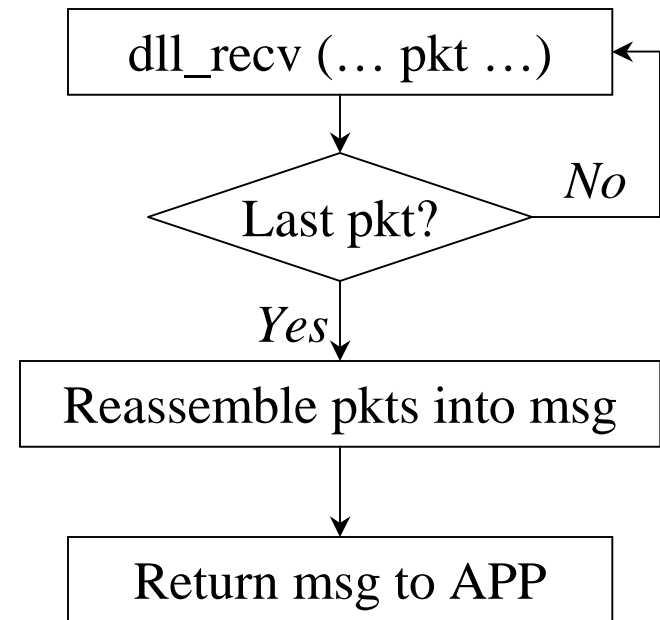 dll_recv (… pkt …)
No
Last pkt?
Yes
Reassemble pkts into msg
Return msg to APP